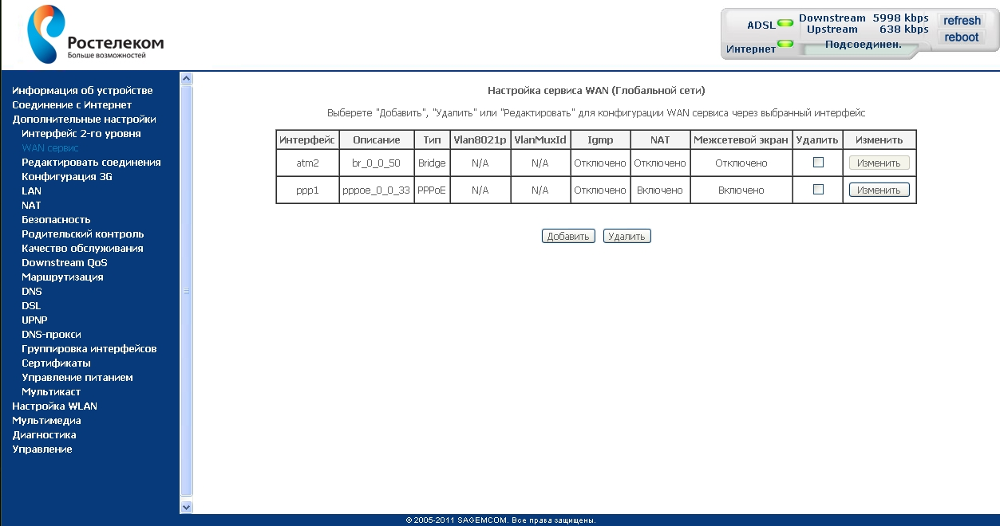 Ростелеком
Больше возможностей
ADSL Downstream 5998 kbps
Upstream 638 kbps
Интернет Подсоединен.
refresh
reboot
Информация об устройстве
Соединение с Интернет
Дополнительные настройки
Интерфейс 2-го уровня
WAN сервис
Редактировать соединения
Конфигурация 3G
LAN
NAT
Безопасность
Родительский контроль
Качество обслуживания
Downstream QoS
Маршрутизация
DNS
DSL
UPNP
DNS-прокси
Группировка интерфейсов
Сертификаты
Управление питанием
Мультикаст
Настройка WLAN
Мультимедиа
Диагностика
Управление
Настройка сервиса WAN (Глобальной сети)
Выберете "Добавить", "Удалить" или "Редактировать" для конфигурации WAN сервиса через выбранный интерфейс
Интерфейс Описание Тип Vlan8021p VlanMuxId Igmp NAT Межсетевой экран Удалить Изменить
atm2 br_0_0_50 Bridge N/A N/A Отключено Отключено Отключено Изменить
ppp1 pppoe_0_0_33 PPPoE N/A N/A Отключено Включено Включено Изменить
Добавить Удалить
© 2005-2011 SAGEMCOM. Все права защищены.